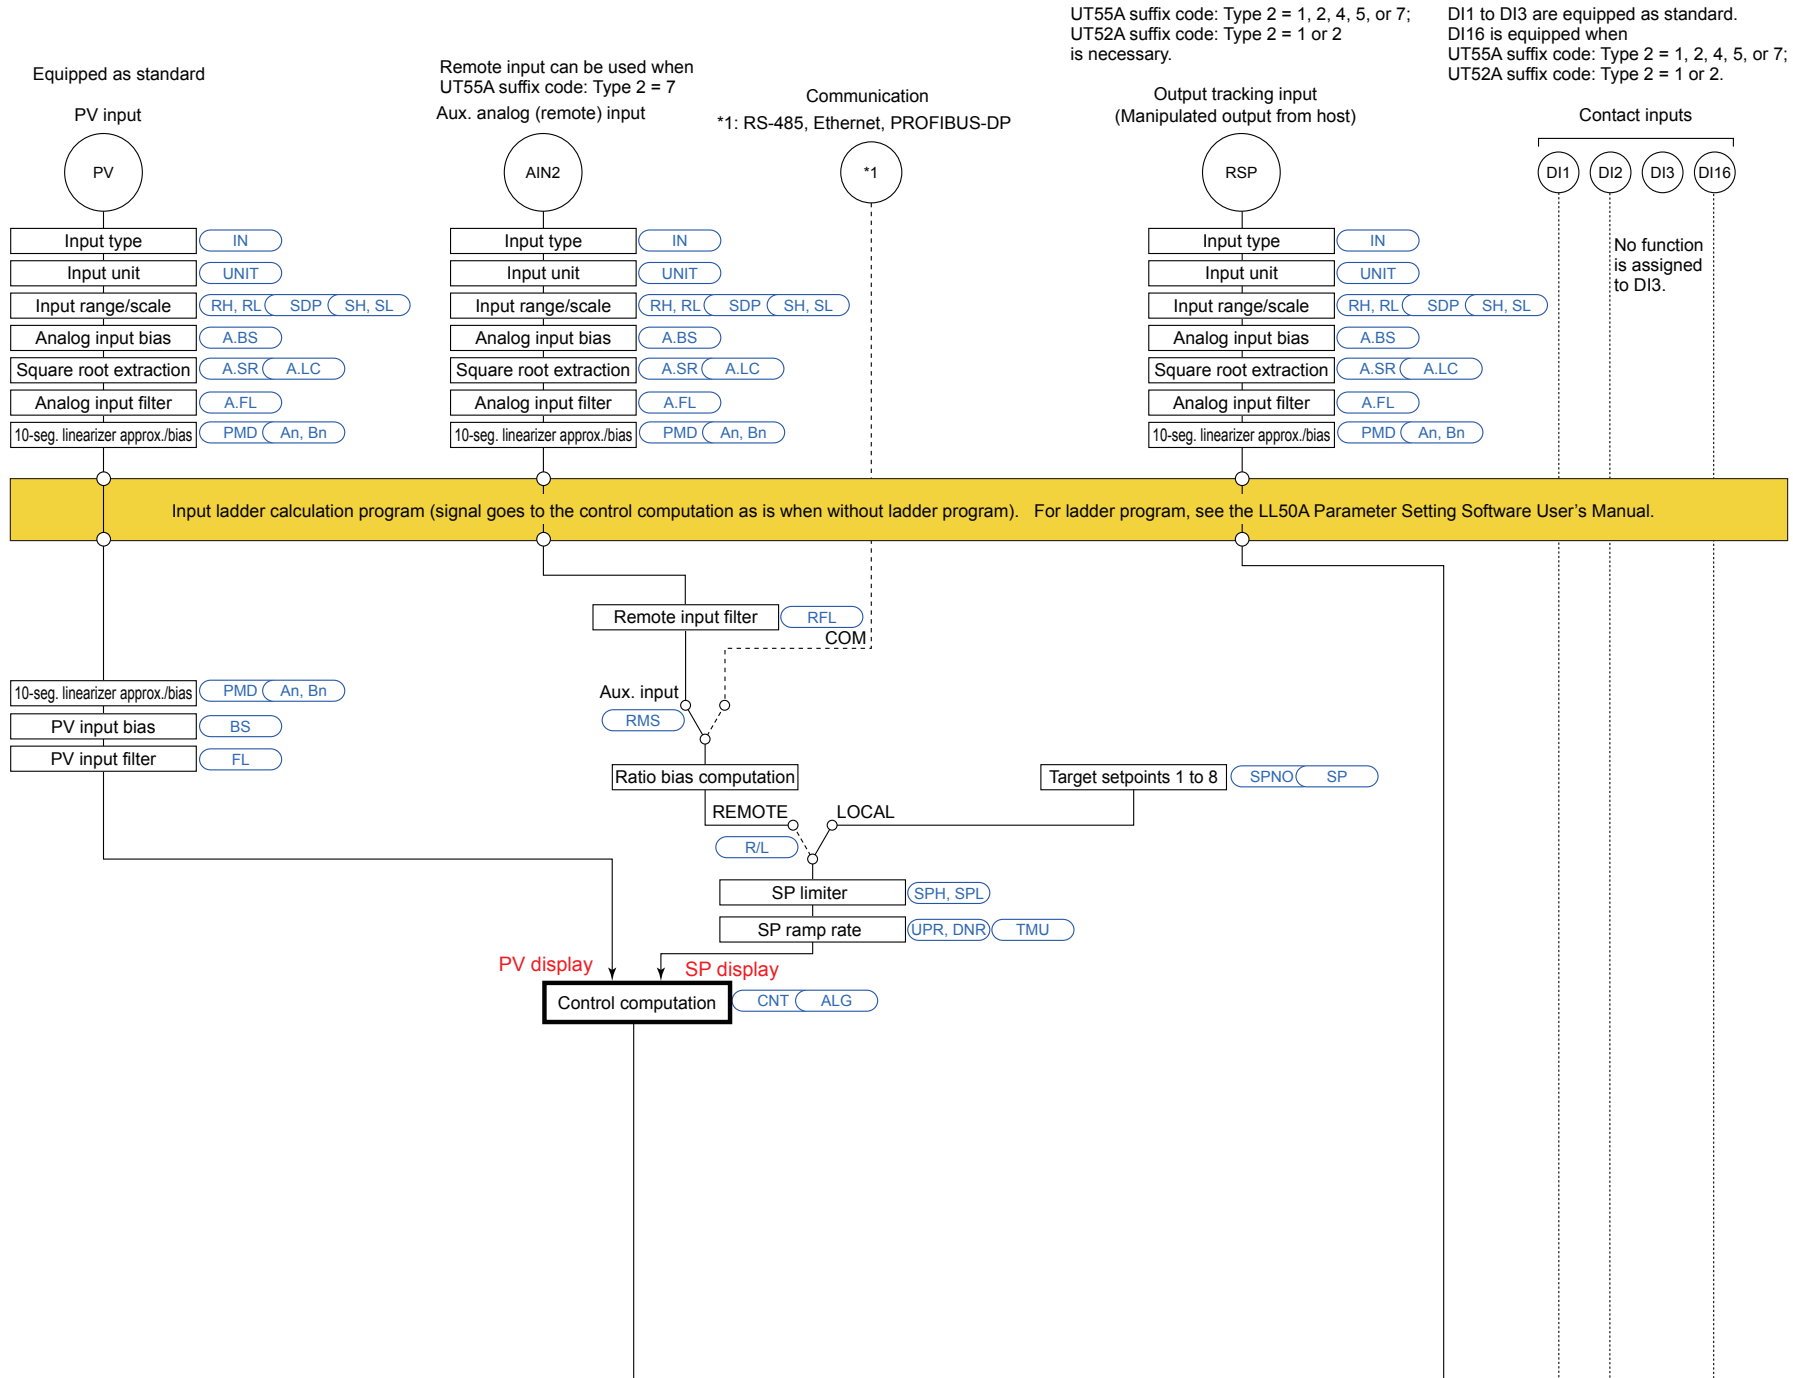 UT55A suffix code: Type 2 = 1, 2, 4, 5, or 7;
UT52A suffix code: Type 2 = 1 or 2
is necessary.
DI1 to DI3 are equipped as standard.
DI16 is equipped when
UT55A suffix code: Type 2 = 1, 2, 4, 5, or 7;
UT52A suffix code: Type 2 = 1 or 2.
Equipped as standard
Remote input can be used when
UT55A suffix code: Type 2 = 7
PV input
Aux. analog (remote) input
Communication
*1: RS-485, Ethernet, PROFIBUS-DP
Output tracking input
(Manipulated output from host)
Contact inputs
PV
AIN2
*1
RSP
DI1 DI2 DI3 DI16
Input type IN
Input unit UNIT
Input range/scale RH, RL SDP SH, SL
Analog input bias A.BS
Square root extraction A.SR A.LC
Analog input filter A.FL
10-seg. linearizer approx./bias PMD An, Bn
Input type IN
Input unit UNIT
Input range/scale RH, RL SDP SH, SL
Analog input bias A.BS
Square root extraction A.SR A.LC
Analog input filter A.FL
10-seg. linearizer approx./bias PMD An, Bn
Input type IN
Input unit UNIT
Input range/scale RH, RL SDP SH, SL
Analog input bias A.BS
Square root extraction A.SR A.LC
Analog input filter A.FL
10-seg. linearizer approx./bias PMD An, Bn
No function
is assigned
to DI3.
Input ladder calculation program (signal goes to the control computation as is when without ladder program). For ladder program, see the LL50A Parameter Setting Software User's Manual.
Remote input filter RFL
COM
10-seg. linearizer approx./bias PMD An, Bn
PV input bias BS
PV input filter FL
Aux. input
RMS
Ratio bias computation
Target setpoints 1 to 8 SPNO SP
REMOTE LOCAL
R/L
SP limiter SPH, SPL
SP ramp rate UPR, DNR TMU
PV display SP display
Control computation CNT ALG